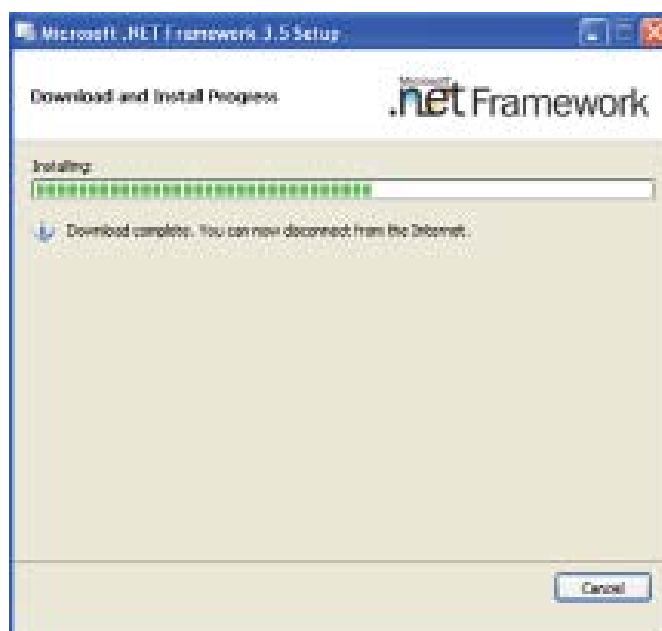 Microsoft .NET Framework 3.5 Setup
Download and Install Progress
Microsoft
.net Framework
Installing:
Download complete. You can now disconnect from the Internet.
Cancel